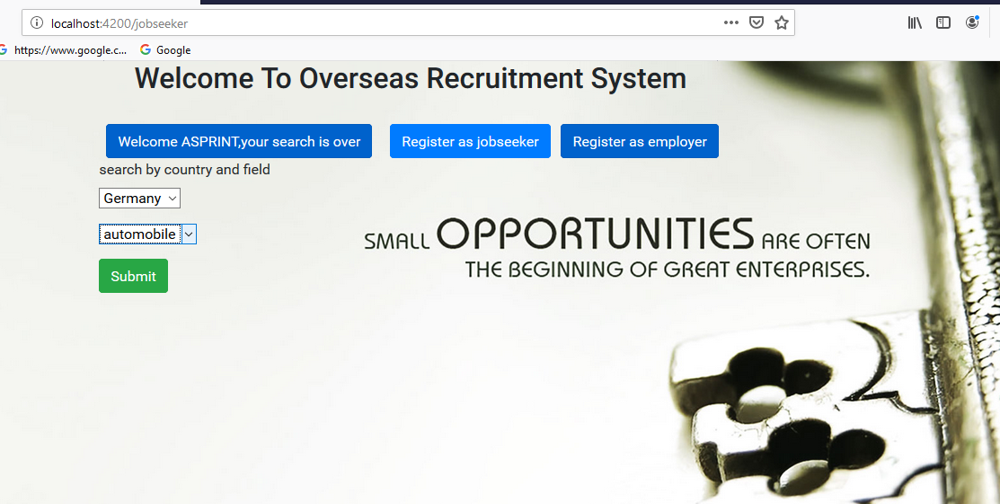 localhost:4200/jobseeker
https://www.google.c... Google
Welcome To Overseas Recruitment System
Welcome ASPRINT,your search is over Register as jobseeker Register as employer
search by country and field
Germany
automobile
SMALL OPPORTUNITIES ARE OFTEN
THE BEGINNING OF GREAT ENTERPRISES.
Submit